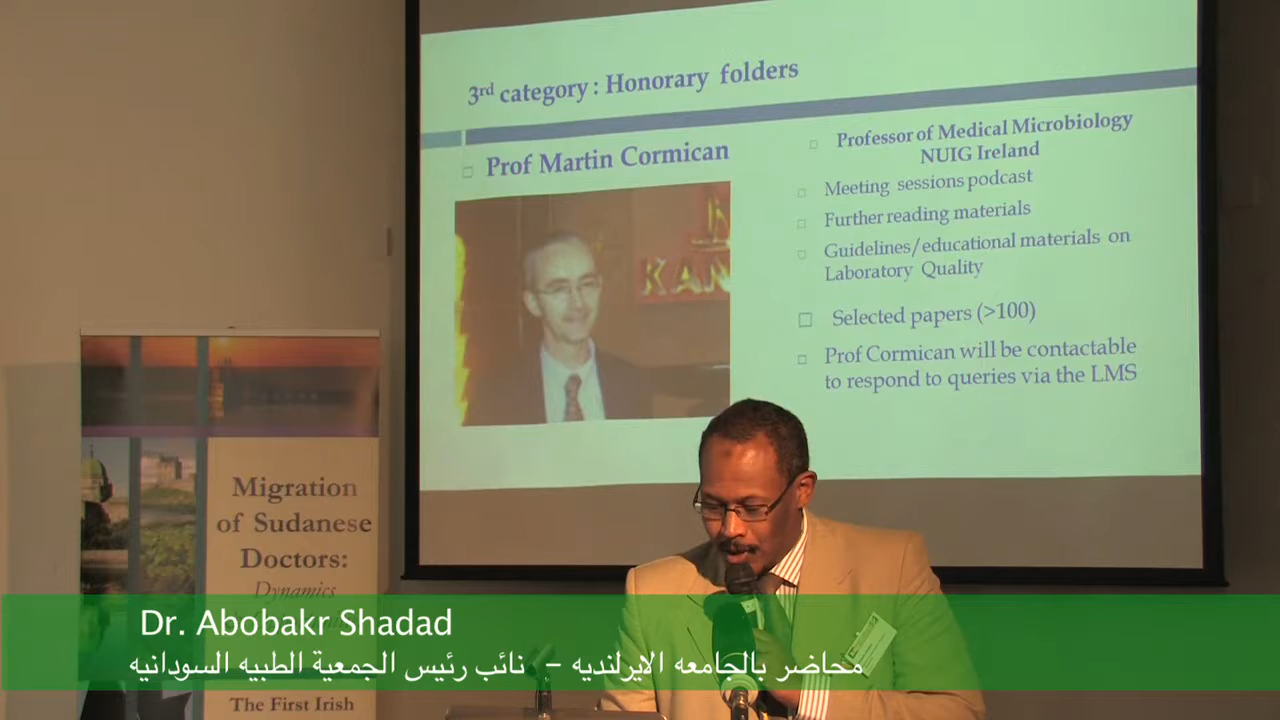 3rd category : Honorary folders
Prof Martin Cormican
Professor of Medical Microbiology
NUIG Ireland
Meeting sessions podcast
Further reading materials
Guidelines/educational materials on
Laboratory Quality
Selected papers (>100)
Prof Cormican will be contactable
to respond to queries via the LMS
KAN
Migration
of Sudanese
Doctors:
Dynamics
The First Irish
Dr. Abobakr Shadad
محاضر بالجامعه الايرلنديه - نائب رئيس الجمعية الطبيه السودانيه